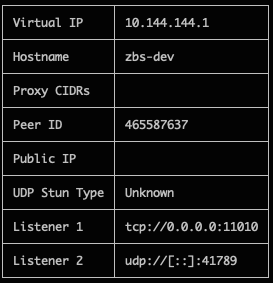 Virtual IP 10.144.144.1
Hostname zbs-dev
Proxy CIDRs
Peer ID 465587637
Public IP
UDP Stun Type Unknown
Listener 1 tcp://0.0.0.0:11010
Listener 2 udp://[::]:41789